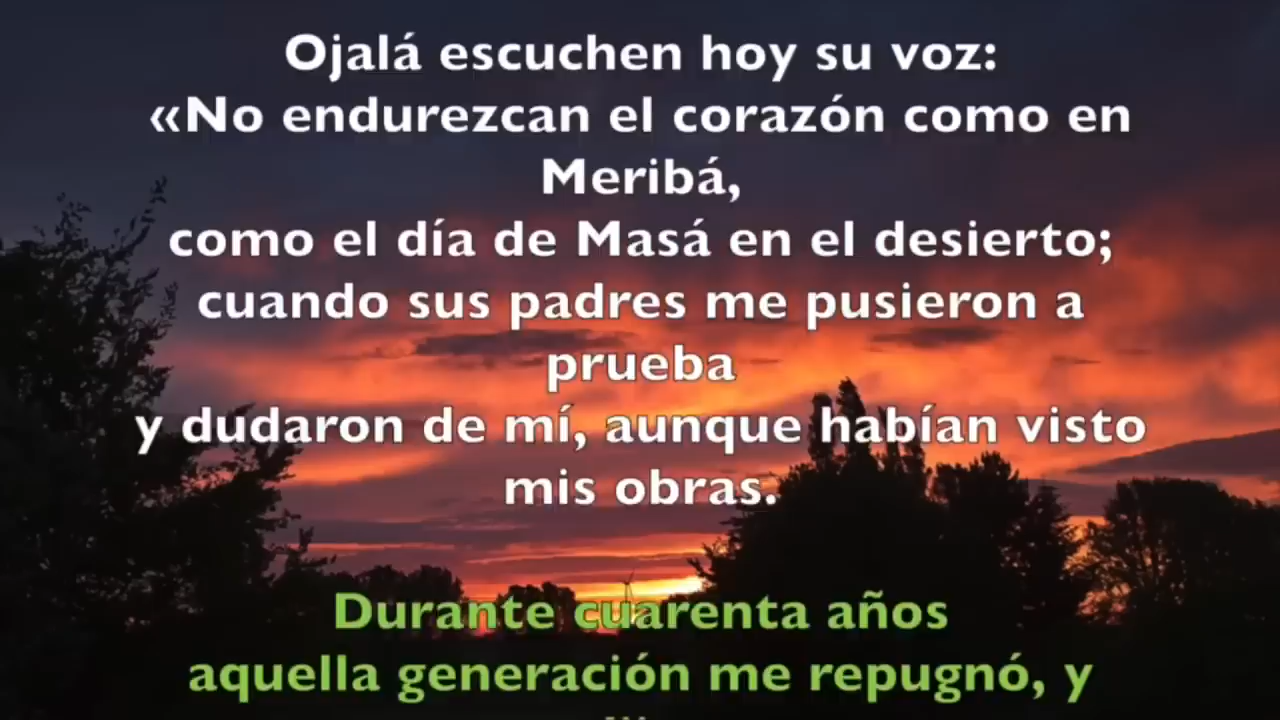 Ojalá escuchen hoy su voz:
«No endurezcan el corazón como en
Meribá,
como el día de Masá en el desierto;
cuando sus padres me pusieron a
prueba
y dudaron de mí, aunque habían visto
mis obras.
Durante cuarenta años
aquella generación me repugnó, y